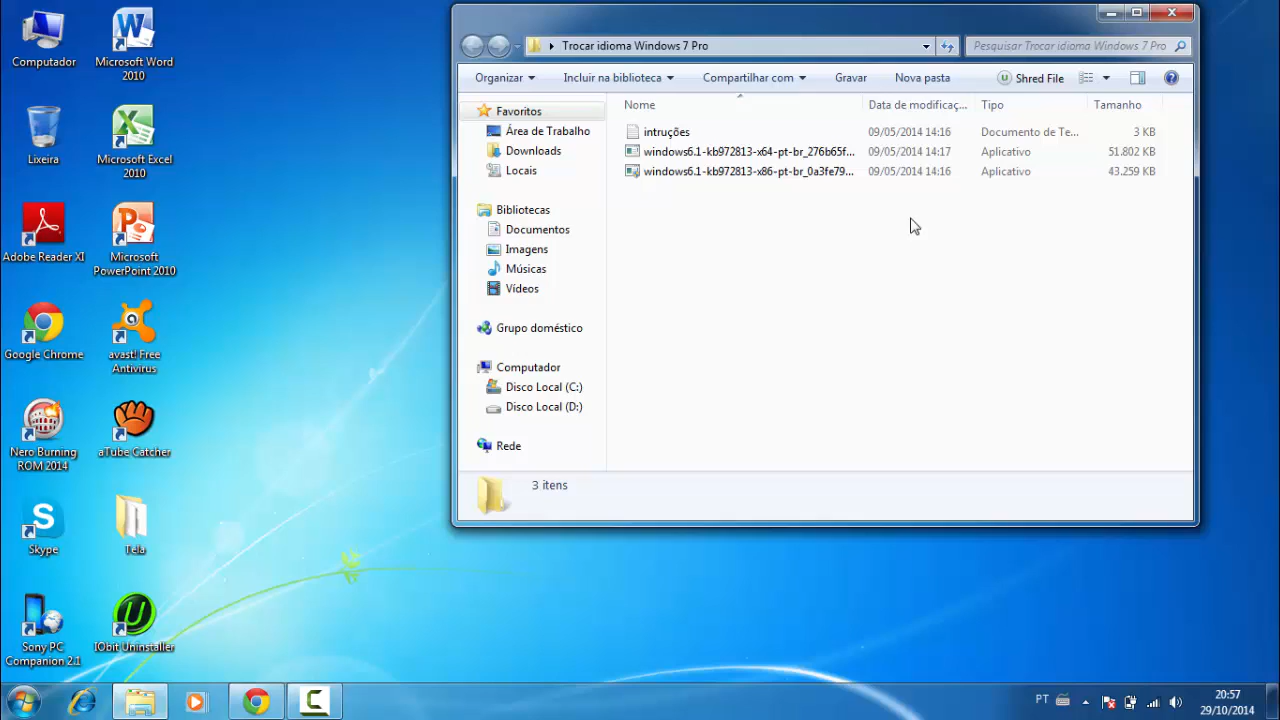 Computador
Microsoft Word
2010
Lixeira
Microsoft Excel
2010
Adobe Reader XI
Microsoft
PowerPoint 2010
Google Chrome
avast! Free
Antivirus
Nero Burning
ROM 2014
aTube Catcher
Skype
Tela
Sony PC
Companion 2.1
IObit Uninstaller
Trocar idioma Windows 7 Pro
Pesquisar Trocar idioma Windows 7 Pro
Organizar Incluir na biblioteca Compartilhar com Gravar Nova pasta Shred File
Favoritos
Área de Trabalho
Downloads
Locais
Bibliotecas
Documentos
Imagens
Músicas
Vídeos
Grupo doméstico
Computador
Disco Local (C:)
Disco Local (D:)
Rede
Nome Data de modificaç... Tipo Tamanho
intruções 09/05/2014 14:16 Documento de Te... 3 KB
windows6.1-kb972813-x64-pt-br_276b65f... 09/05/2014 14:17 Aplicativo 51.802 KB
windows6.1-kb972813-x86-pt-br_0a3fe79... 09/05/2014 14:16 Aplicativo 43.259 KB
3 itens
PT
20:57
29/10/2014